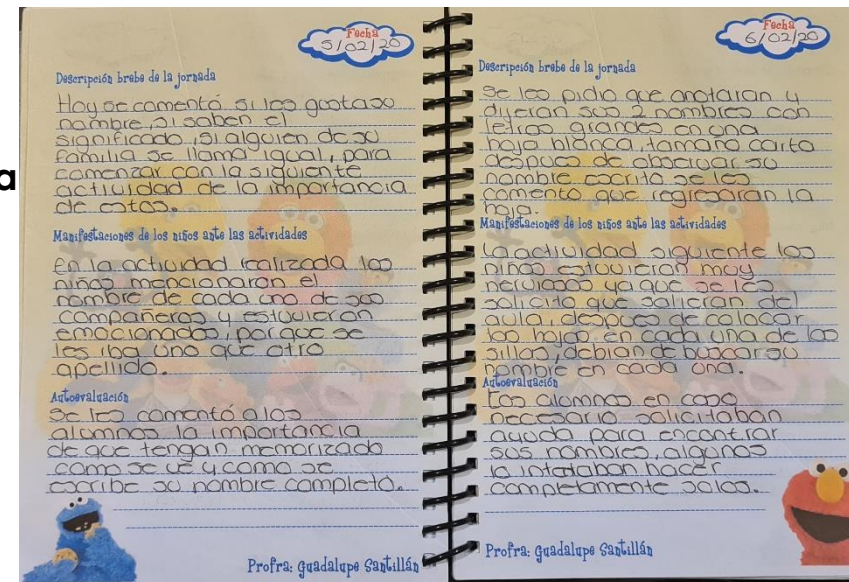 a
Fecha
5/02/20
Descripción brebe de la jornada
Hoy se comentó si les gusta su
nombre, si saben el
significado, si alguien de su
familia se llama igual, para
comenzar con la siguiente
actividad de la importancia
de estos.
Manifestaciones de los niños ante las actividades
En la actividad realizada los
niños mencionaron el
nombre de cada uno de sus
compañeros y estuvieron
emocionados, porque se
les iba uno que otro
apellido.
Autoevaluación
Se les comentó a los
alumnos la importancia
de que tengan memorizado
como se ve y como se
escribe su nombre completo.
Profra: Guadalupe Santillán
Fecha
6/02/20
Descripción brebe de la jornada
Se les pidio que anotaran y
dijeran sus 2 nombres con
letras grandes en una
hoja blanca, tamaño carta
despues de observar su
nombre escrito se les
comento que regresaran la
hoja.
Manifestaciones de los niños ante las actividades
La actividad siguiente los
niños estuvieron muy
nerviosos ya que se les
solicito que salieran del
aula, despues de colocar
las hojas en cada una de las
sillas, debian de buscar su
nombre en cada una.
Autoevaluación
Los alumnos en caso
necesario solicitaban
ayuda para encontrar
sus nombres, algunos
lo intentaban hacer
completamente solos.
Profra: Guadalupe Santillán